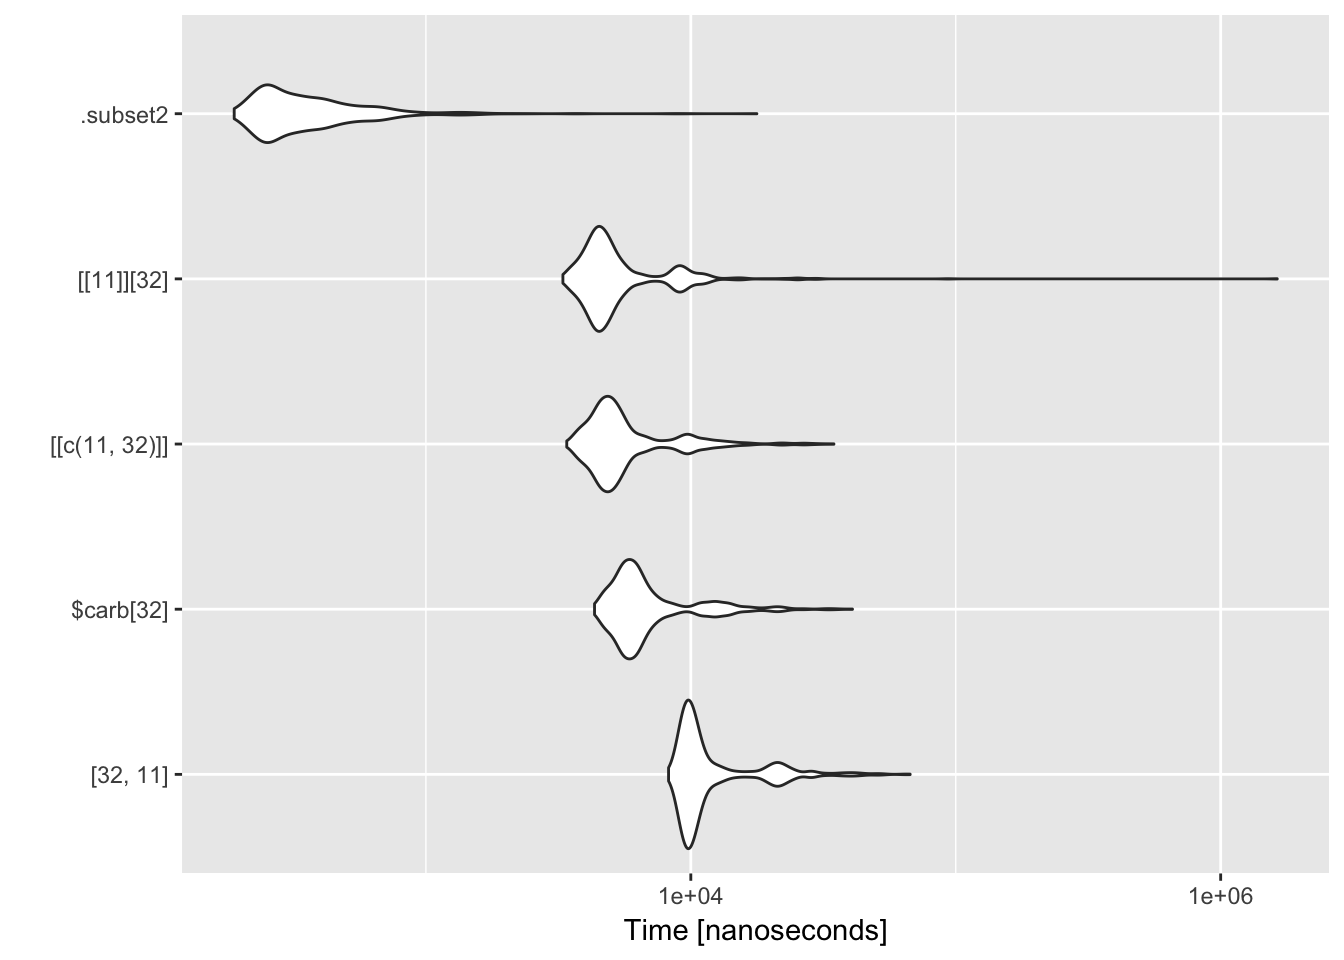 .subset2
[[11]][32]
[[c(11, 32)]]
$carb[32]
[32, 11]
1e+04 1e+06
Time [nanoseconds]